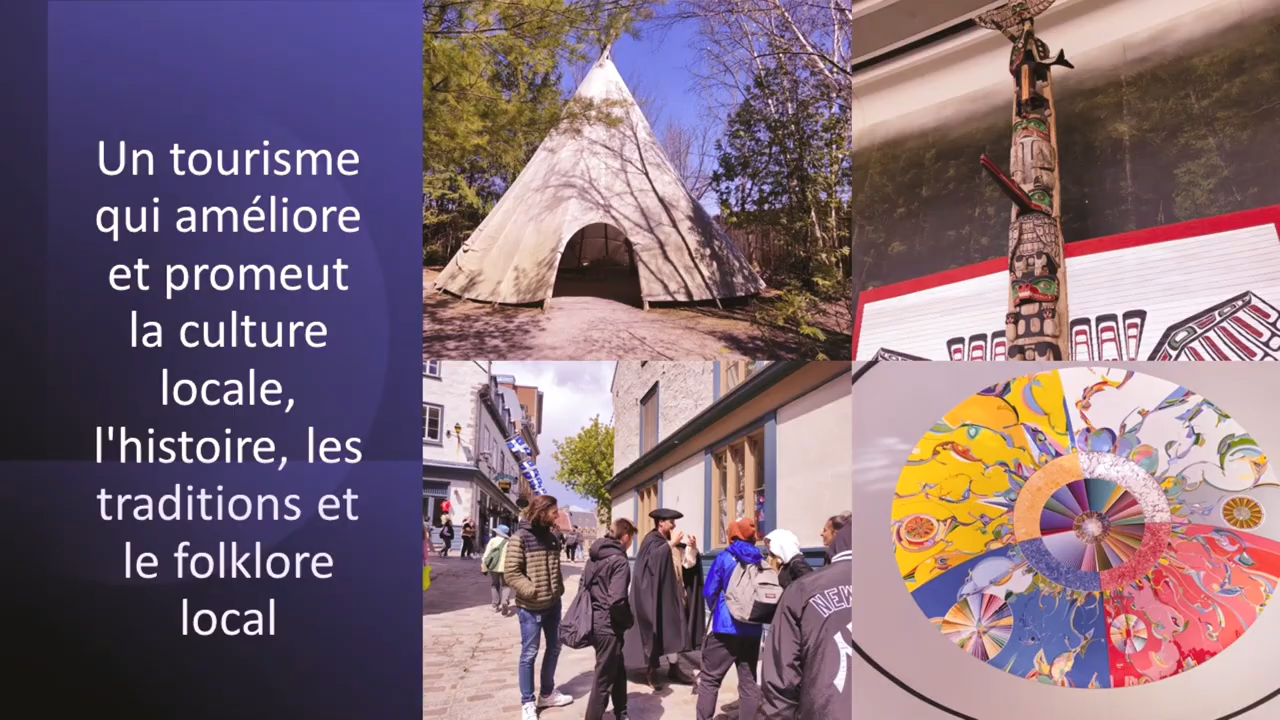 Un tourisme
qui améliore
et promeut
la culture
locale,
l'histoire, les
traditions et
le folklore
local
NEW